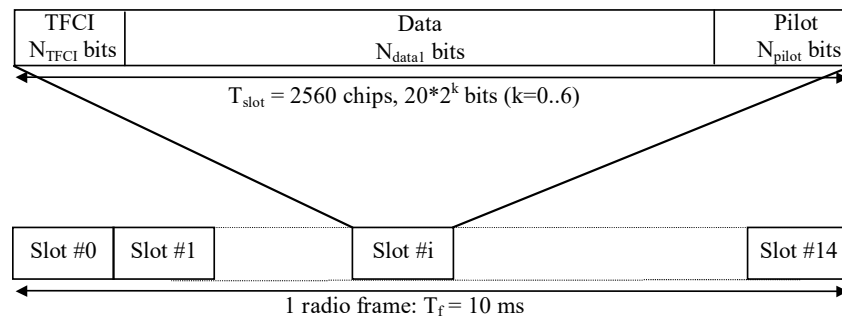 TFCI Data Pilot
N_TFCI bits N_data1 bits N_pilot bits
T_slot = 2560 chips, 20*2^k bits (k=0..6)
Slot #0 Slot #1 Slot #i Slot #14
1 radio frame: T_f = 10 ms